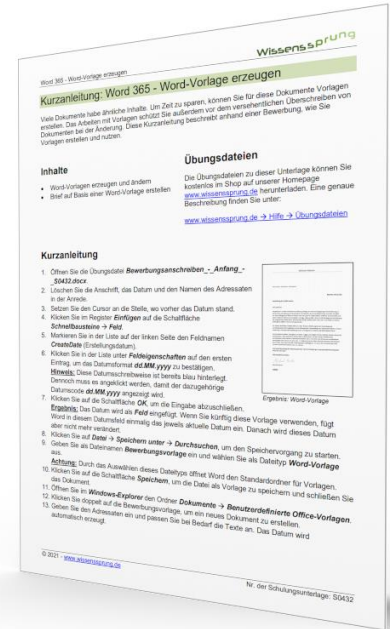 Word 365 - Word-Vorlage erzeugen
Wissenssprung
Kurzanleitung: Word 365 - Word-Vorlage erzeugen
Viele Dokumente habe ähnliche Inhalte. Um Zeit zu sparen, können Sie für diese Dokumente Vorlagen
erstellen. Das Arbeiten mit Vorlagen schützt Sie außerdem vor dem versehentlichen Überschreiben von
Dokumenten bei der Änderung. Diese Kurzanleitung beschreibt anhand einer Bewerbung, wie Sie
Vorlagen erstellen und nutzen.
Inhalte
• Word-Vorlagen erzeugen und ändern
• Brief auf Basis einer Word-Vorlage erstellen
Übungsdateien
Die Übungsdateien zu dieser Unterlage können Sie
kostenlos im Shop auf unserer Homepage
www.wissenssprung.de herunterladen. Eine genaue
Beschreibung finden Sie unter:
www.wissenssprung.de → Hilfe → Übungsdateien
Kurzanleitung
1. Öffnen Sie die Übungsdatei Bewerbungsanschreiben_-_Anfang_-
_S0432.docx.
2. Löschen Sie die Anschrift, das Datum und den Namen des Adressaten
in der Anrede.
3. Setzen Sie den Cursor an die Stelle, wo vorher das Datum stand.
4. Klicken Sie im Register Einfügen auf die Schaltfläche
Schnellbausteine → Feld.
5. Markieren Sie in der Liste auf der linken Seite den Feldnamen
CreateDate (Erstellungsdatum).
6. Klicken Sie in der Liste unter Feldeigenschaften auf den ersten
Eintrag, um das Datumsformat dd.MM.yyyy zu bestätigen.
Hinweis: Diese Datumsschreibweise ist bereits blau hinterlegt.
Dennoch muss es angeklickt werden, damit der dazugehörige
Datumscode dd.MM.yyyy angezeigt wird.
7. Klicken Sie auf die Schaltfläche OK, um die Eingabe abzuschließen.
Ergebnis: Das Datum wird als Feld eingefügt. Wenn Sie künftig diese Vorlage verwenden, fügt
Word in diesem Datumsfeld einmalig das jeweils aktuelle Datum ein. Danach wird dieses Datum
aber nicht mehr verändert.
8. Klicken Sie auf Datei → Speichern unter → Durchsuchen, um den Speichervorgang zu starten.
9. Geben Sie als Dateinamen Bewerbungsvorlage ein und wählen Sie als Dateityp Word-Vorlage
aus.
Achtung: Durch das Auswählen dieses Dateityps öffnet Word den Standardordner für Vorlagen.
10. Klicken Sie auf die Schaltfläche Speichern, um die Datei als Vorlage zu speichern und schließen Sie
das Dokument.
11. Öffnen Sie im Windows-Explorer den Ordner Dokumente → Benutzerdefinierte Office-Vorlagen.
12. Klicken Sie doppelt auf die Bewerbungsvorlage, um ein neues Dokument zu erstellen.
13. Geben Sie den Adressaten ein und passen Sie bei Bedarf die Texte an. Das Datum wird
automatisch erzeugt.
Ergebnis: Word-Vorlage
© 2021 - www.wissenssprung.de
Nr. der Schulungsunterlage: S0432